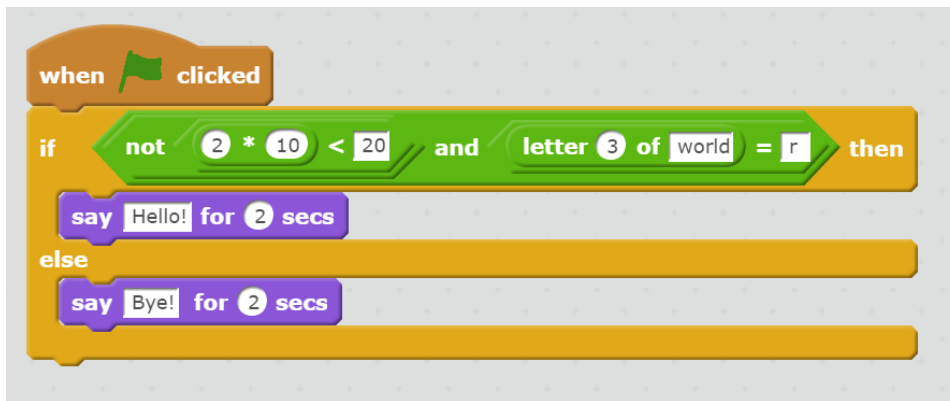 when clicked
if not 2 * 10 < 20 and letter 3 of world = r then
say Hello! for 2 secs
else
say Bye! for 2 secs